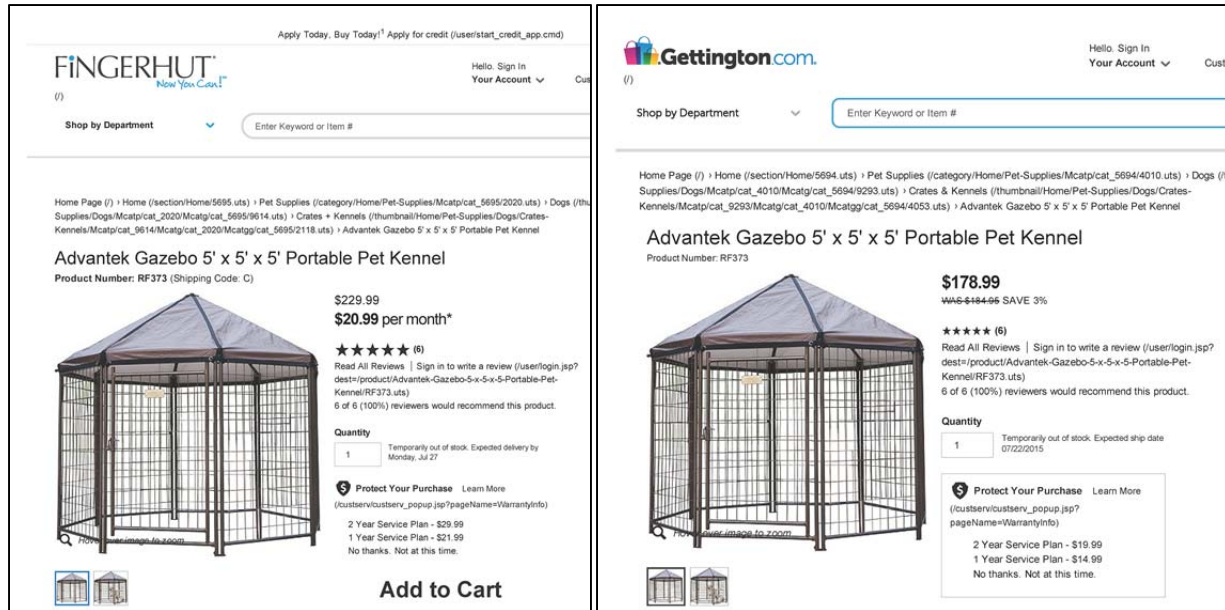 Apply Today, Buy Today!¹ Apply for credit (/user/start_credit_app.cmd)
FiNGERHUT
Now You Can!™
(/)
Hello. Sign In
Your Account
Cus
Shop by Department
Enter Keyword or Item #
Home Page (/) › Home (/section/Home/5695.uts) › Pet Supplies (/category/Home/Pet-Supplies/Mcatp/cat_5695/2020.uts) › Dogs (/thu
Supplies/Dogs/Mcatp/cat_2020/Mcatg/cat_5695/9614.uts) › Crates + Kennels (/thumbnail/Home/Pet-Supplies/Dogs/Crates-
Kennels/Mcatp/cat_9614/Mcatg/cat_2020/Mcatgg/cat_5695/2118.uts) › Advantek Gazebo 5' x 5' x 5' Portable Pet Kennel
Advantek Gazebo 5' x 5' x 5' Portable Pet Kennel
Product Number: RF373 (Shipping Code: C)
$229.99
$20.99 per month*
★★★★★ (6)
Read All Reviews | Sign in to write a review (/user/login.jsp?
dest=/product/Advantek-Gazebo-5-x-5-x-5-Portable-Pet-
Kennel/RF373.uts)
6 of 6 (100%) reviewers would recommend this product.
Quantity
1
Temporarily out of stock. Expected delivery by
Monday, Jul 27
Protect Your Purchase Learn More
(/custserv/custserv_popup.jsp?pageName=WarrantyInfo)
2 Year Service Plan - $29.99
1 Year Service Plan - $21.99
No thanks. Not at this time.
Hover over image to zoom
Add to Cart
Gettington.com.
(/)
Hello. Sign In
Your Account
Cust
Shop by Department
Enter Keyword or Item #
Home Page (/) › Home (/section/Home/5694.uts) › Pet Supplies (/category/Home/Pet-Supplies/Mcatp/cat_5694/4010.uts) › Dogs (/t
Supplies/Dogs/Mcatp/cat_4010/Mcatg/cat_5694/9293.uts) › Crates & Kennels (/thumbnail/Home/Pet-Supplies/Dogs/Crates-
Kennels/Mcatp/cat_9293/Mcatg/cat_4010/Mcatgg/cat_5694/4053.uts) › Advantek Gazebo 5' x 5' x 5' Portable Pet Kennel
Advantek Gazebo 5' x 5' x 5' Portable Pet Kennel
Product Number: RF373
$178.99
WAS $184.95 SAVE 3%
★★★★★ (6)
Read All Reviews | Sign in to write a review (/user/login.jsp?
dest=/product/Advantek-Gazebo-5-x-5-x-5-Portable-Pet-
Kennel/RF373.uts)
6 of 6 (100%) reviewers would recommend this product.
Quantity
1
Temporarily out of stock. Expected ship date
07/22/2015
Protect Your Purchase Learn More
(/custserv/custserv_popup.jsp?
pageName=WarrantyInfo)
2 Year Service Plan - $19.99
1 Year Service Plan - $14.99
No thanks. Not at this time.
Hover over image to zoom